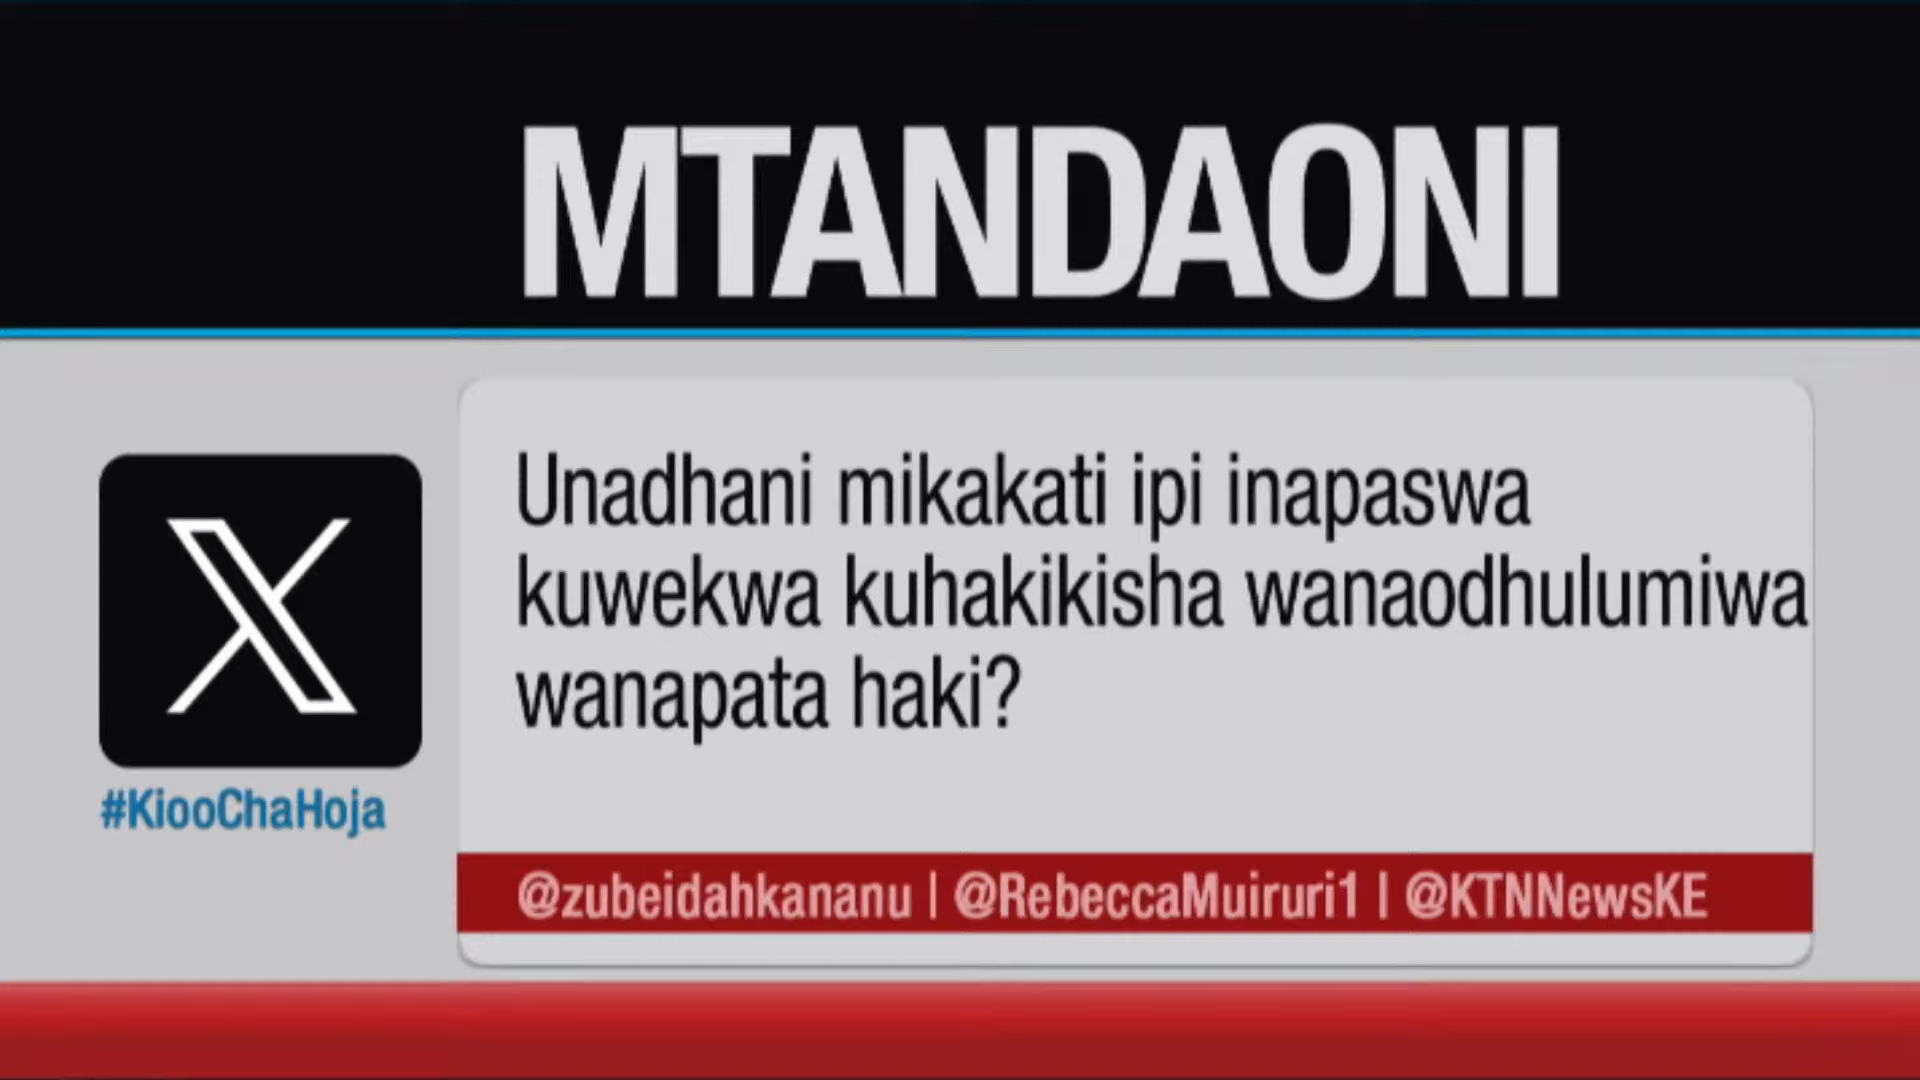 MTANDAONI
Unadhani mikakati ipi inapaswa
kuwekwa kuhakikisha wanaodhulumiwa
wanapata haki?
#KiooChaHoja
@zubeidahkananu | @RebeccaMuiruri1 | @KTNNewsKE